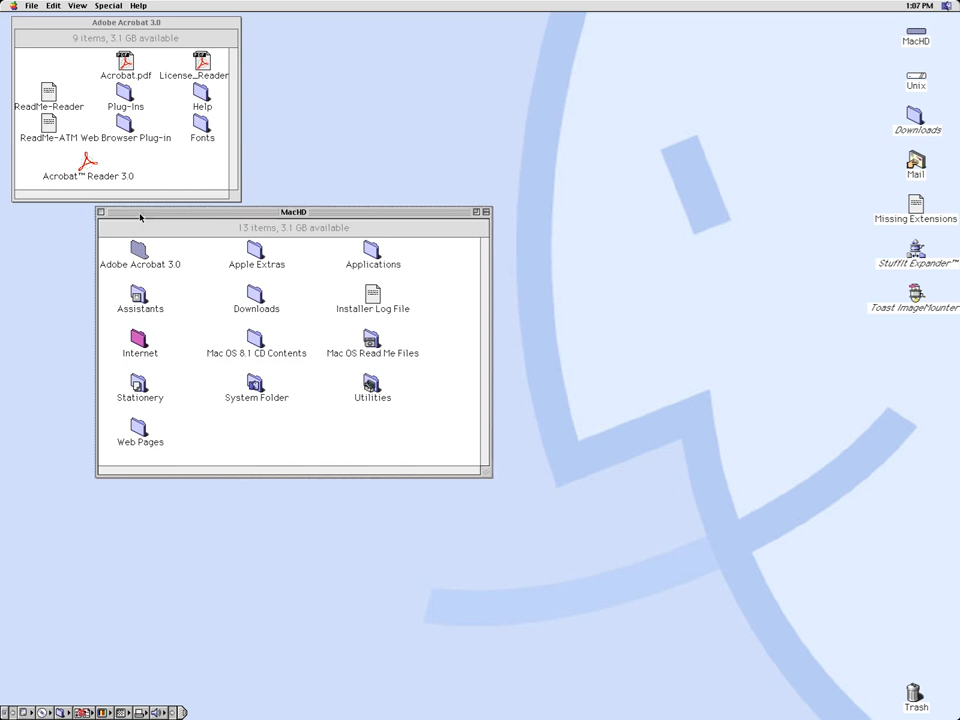 File Edit View Special Help
1:07 PM
Adobe Acrobat 3.0
9 items, 3.1 GB available
Acrobat.pdf
License_Reader
ReadMe-Reader
Plug-Ins
Help
ReadMe-ATM
Web Browser Plug-in
Fonts
Acrobat™ Reader 3.0
MacHD
13 items, 3.1 GB available
Adobe Acrobat 3.0
Apple Extras
Applications
Assistants
Downloads
Installer Log File
Internet
Mac OS 8.1 CD Contents
Mac OS Read Me Files
Stationery
System Folder
Utilities
Web Pages
MacHD
Unix
Downloads
Mail
Missing Extensions
StuffIt Expander™
Toast ImageMounter
Trash